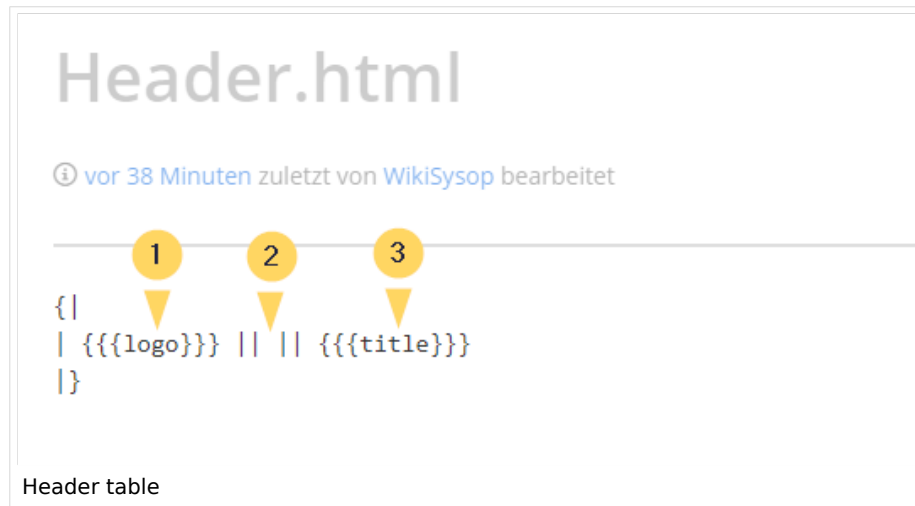 Header.html
vor 38 Minuten zuletzt von WikiSysop bearbeitet
1 2 3
{|
| {{{logo}}} || || {{{title}}}
|}
Header table